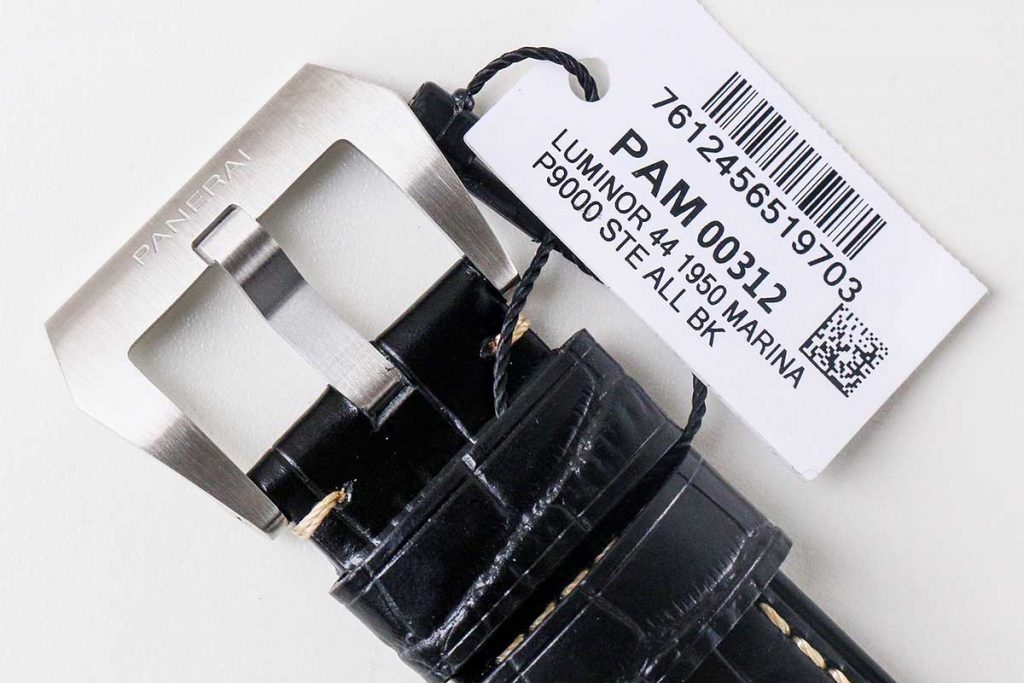 PANERAI
7612456519703
PAM 00312
LUMINOR 44 1950 MARINA
P9000 STE ALL BK